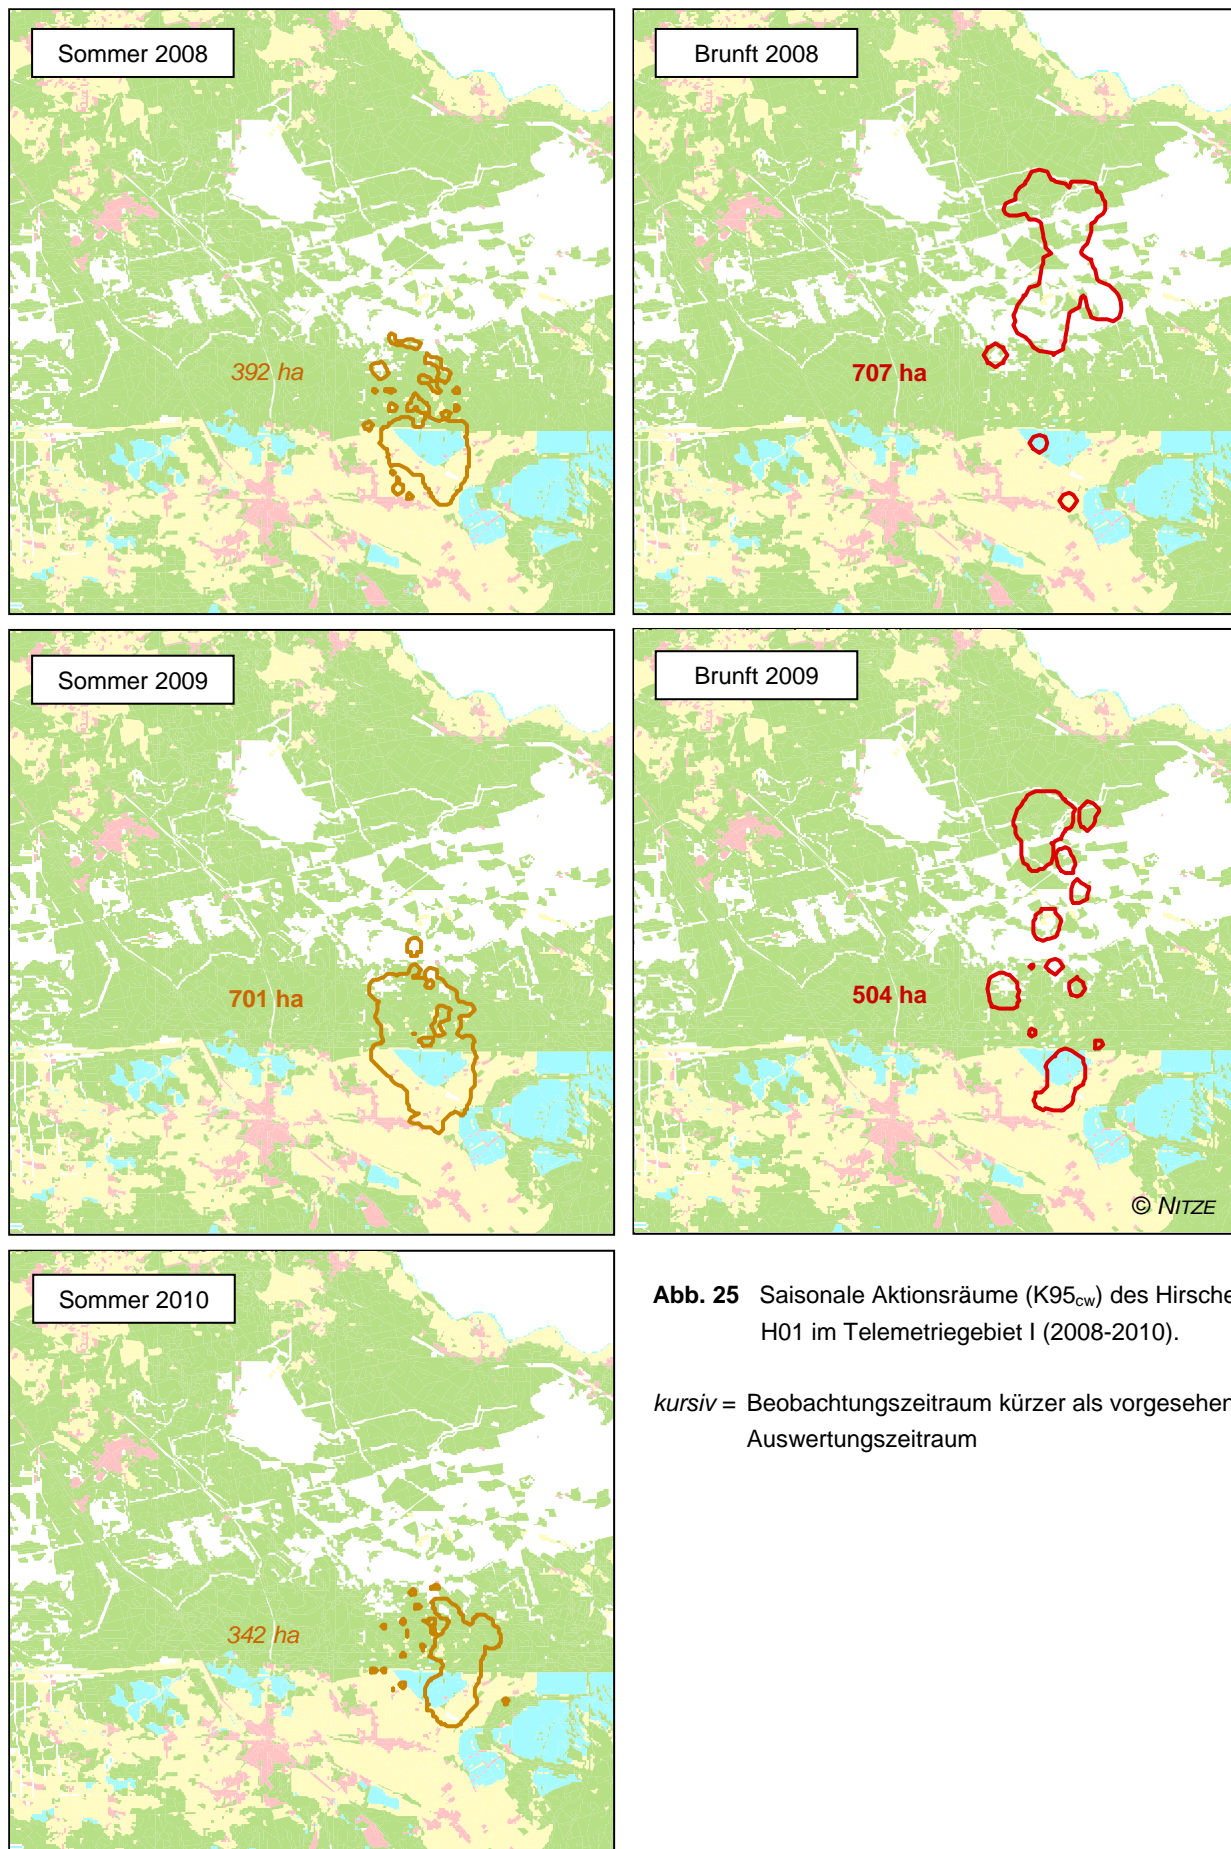 Sommer 2008
392 ha
Brunft 2008
707 ha
Sommer 2009
701 ha
Brunft 2009
504 ha
© NITZE
Sommer 2010
342 ha
Abb. 25 Saisonale Aktionsräume (K95cw) des Hirsche
H01 im Telemetriegebiet I (2008-2010).
kursiv = Beobachtungszeitraum kürzer als vorgesehen
Auswertungszeitraum